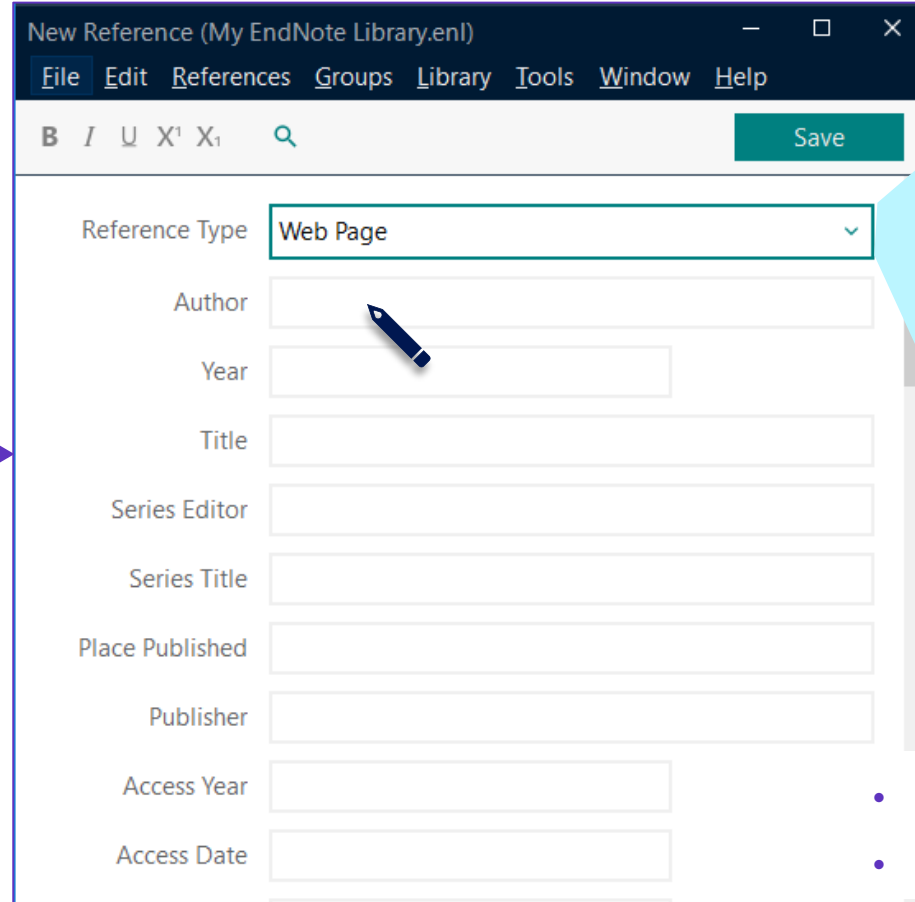 New Reference (My EndNote Library.enl)
File Edit References Groups Library Tools Window Help
B I U X¹ X₁ Save
Reference Type Web Page
Author
Year
Title
Series Editor
Series Title
Place Published
Publisher
Access Year
Access Date